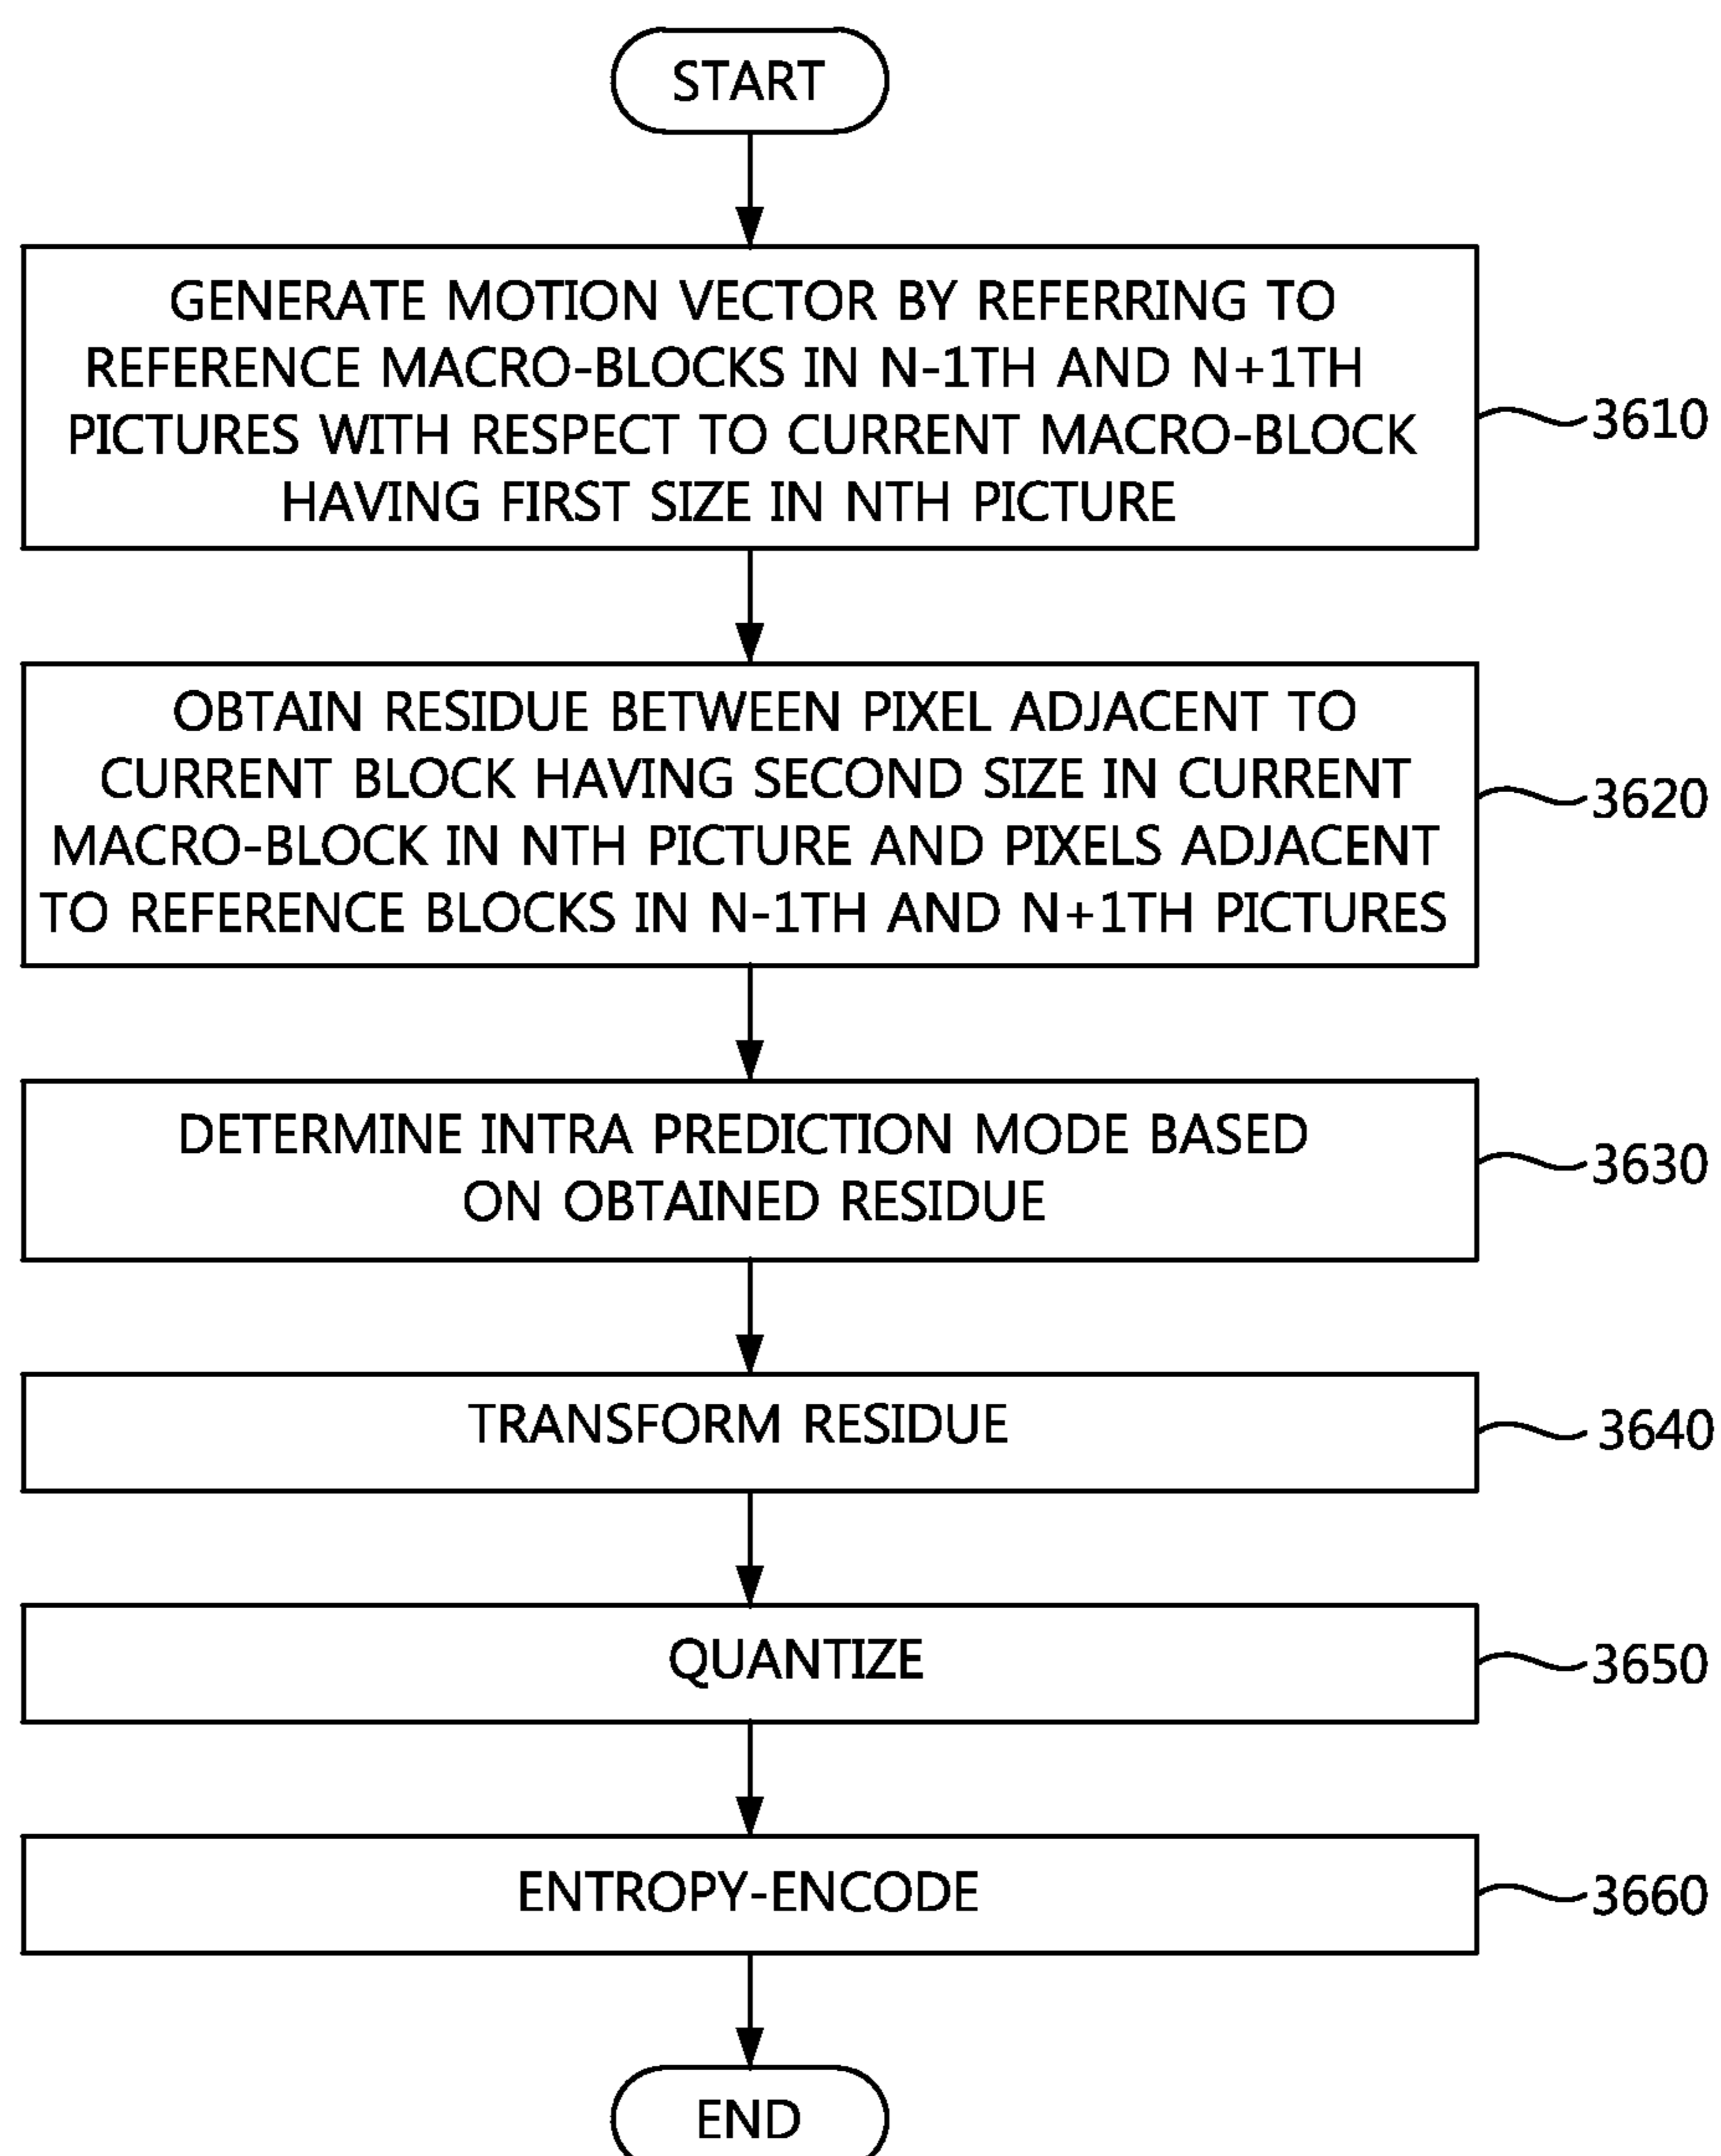 START
GENERATE MOTION VECTOR BY REFERRING TO
REFERENCE MACRO-BLOCKS IN N-1TH AND N+1TH
PICTURES WITH RESPECT TO CURRENT MACRO-BLOCK
HAVING FIRST SIZE IN NTH PICTURE
3610
OBTAIN RESIDUE BETWEEN PIXEL ADJACENT TO
CURRENT BLOCK HAVING SECOND SIZE IN CURRENT
MACRO-BLOCK IN NTH PICTURE AND PIXELS ADJACENT
TO REFERENCE BLOCKS IN N-1TH AND N+1TH PICTURES
3620
DETERMINE INTRA PREDICTION MODE BASED
ON OBTAINED RESIDUE
3630
TRANSFORM RESIDUE
3640
QUANTIZE
3650
ENTROPY-ENCODE
3660
END